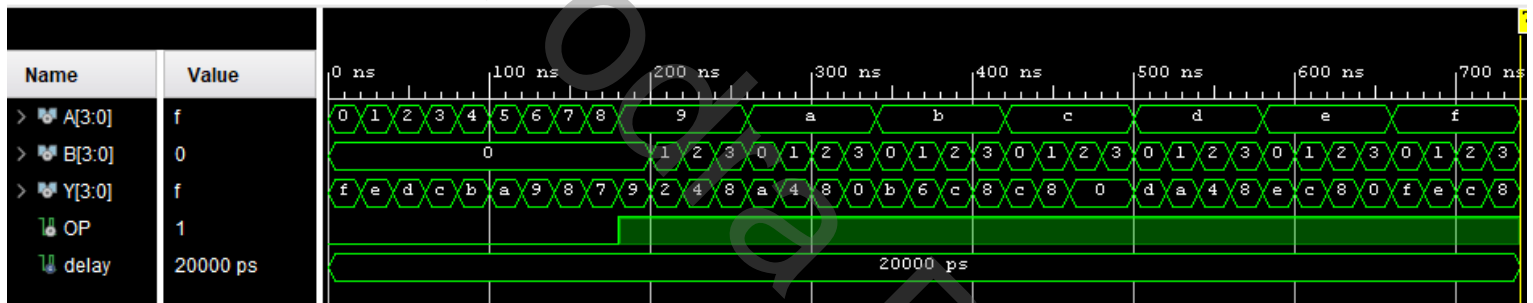 Name Value 0 ns 100 ns 200 ns 300 ns 400 ns 500 ns 600 ns 700 ns
> A[3:0] f 0 1 2 3 4 5 6 7 8 9 a b c d e f
> B[3:0] 0 0 1 2 3 0 1 2 3 0 1 2 3 0 1 2 3 0 1 2 3 0 1 2 3 0 1 2 3
> Y[3:0] f f e d c b a 9 8 7 9 2 4 8 a 4 8 0 b 6 c 8 c 8 0 d a 4 8 e c 8 0 f e c 8
OP 1
delay 20000 ps 20000 ps